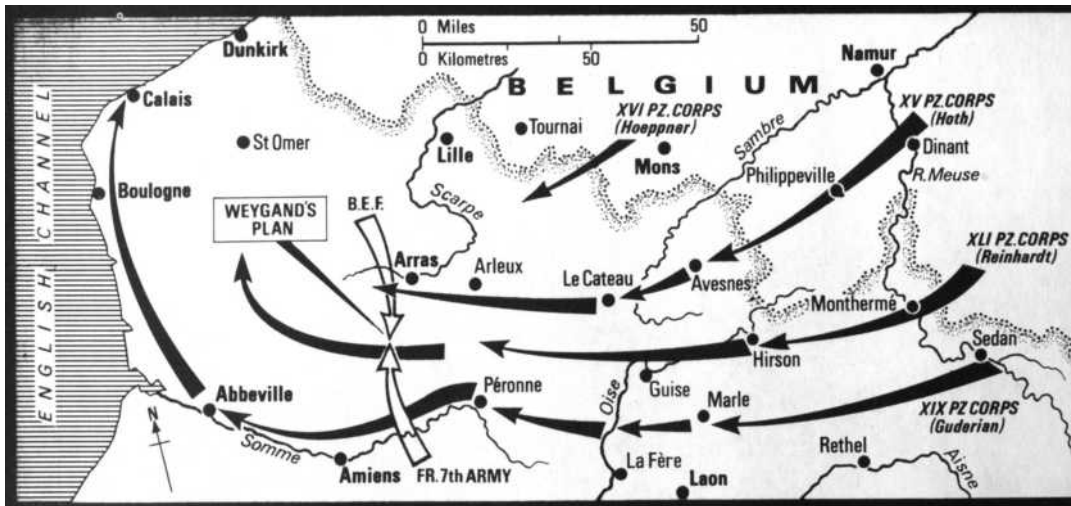 0 Miles 50
0 Kilometres 50
Dunkirk
Namur
BELGIUM
Calais
XVI PZ.CORPS
(Hoeppner)
XV PZ.CORPS
(Hoth)
Tournai
St Omer
Lille
Mons
Sambre
Dinant
Philippeville
R.Meuse
Boulogne
Scarpe
WEYGAND'S
PLAN
B.E.F.
ENGLISH CHANNEL
XLI PZ.CORPS
(Reinhardt)
Arras
Arleux
Le Cateau
Avesnes
Monthermé
Hirson
Sedan
Abbeville
Péronne
Oise
Guise
Marle
XIX PZ CORPS
(Guderian)
N
Somme
Rethel
Aisne
Amiens
FR. 7th ARMY
La Fère
Laon